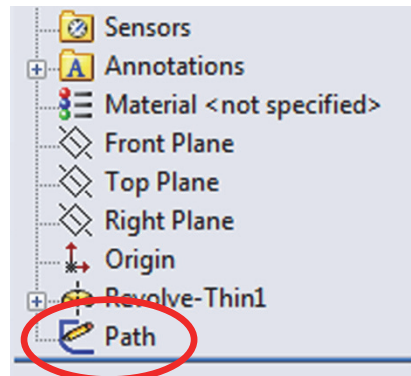 Sensors
A Annotations
Material <not specified>
Front Plane
Top Plane
Right Plane
Origin
Revolve-Thin1
Path